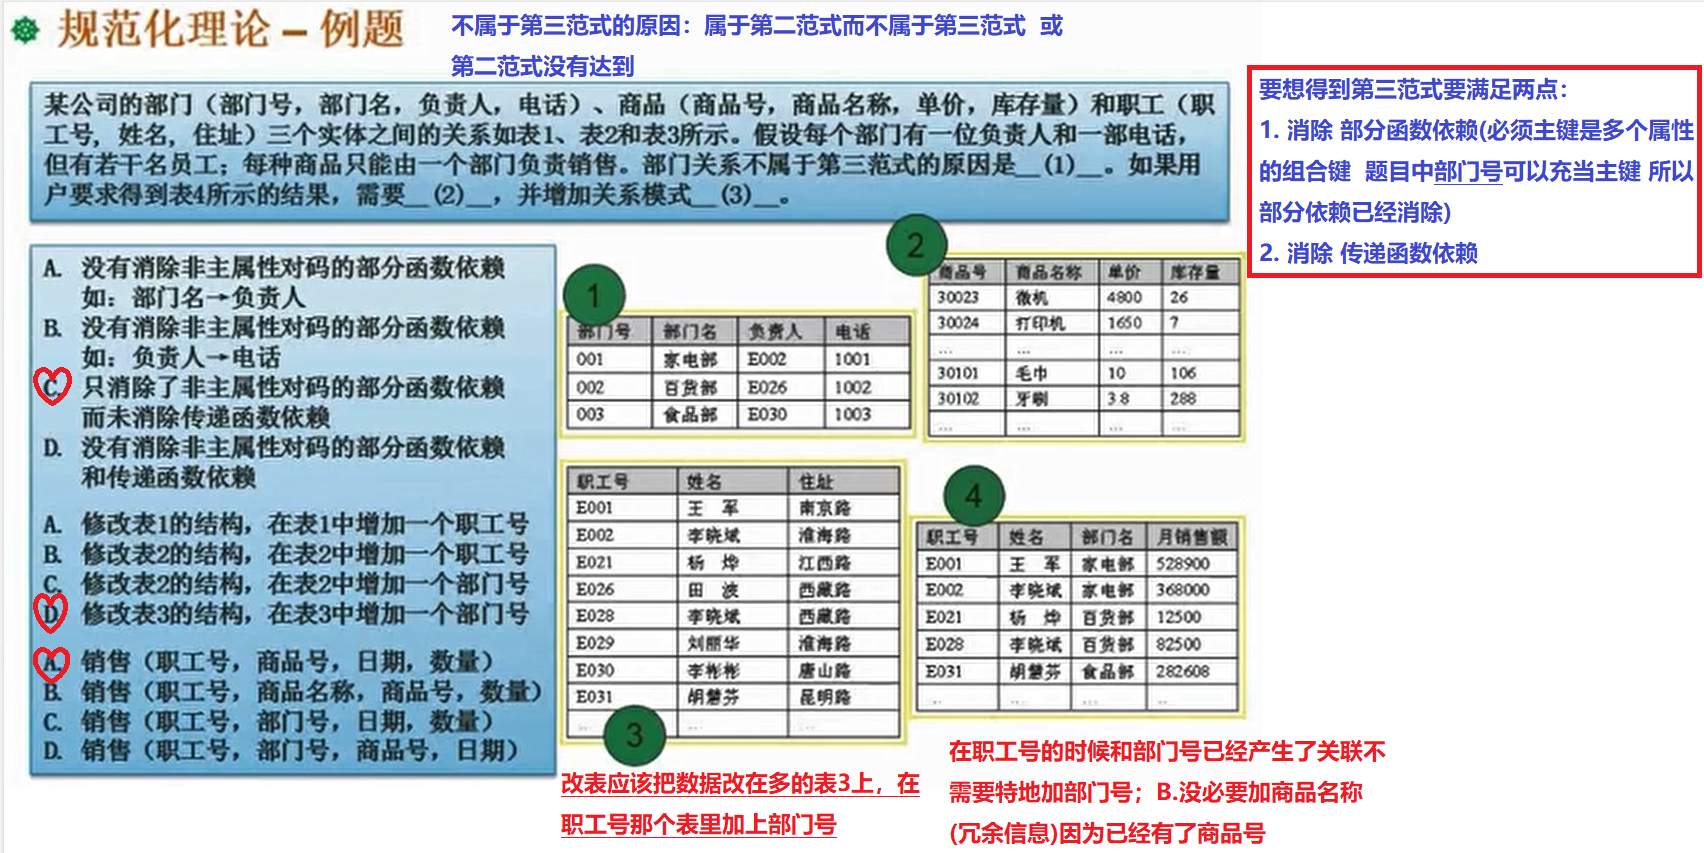 规范化理论 – 例题
不属于第三范式的原因：属于第二范式而不属于第三范式 或
第二范式没有达到
某公司的部门（部门号，部门名，负责人，电话）、商品（商品号，商品名称，单价，库存量）和职工（职
工号，姓名，住址）三个实体之间的关系如表1、表2和表3所示。假设每个部门有一位负责人和一部电话，
但有若干名员工；每种商品只能由一个部门负责销售。部门关系不属于第三范式的原因是__(1)__。如果用
户要求得到表4所示的结果，需要__(2)__，并增加关系模式__(3)__。
要想得到第三范式要满足两点：
1. 消除 部分函数依赖(必须主键是多个属性
的组合键 题目中部门号可以充当主键 所以
部分依赖已经消除)
2. 消除 传递函数依赖
A. 没有消除非主属性对码的部分函数依赖
如：部门名→负责人
B. 没有消除非主属性对码的部分函数依赖
如：负责人→电话
C. 只消除了非主属性对码的部分函数依赖
而未消除传递函数依赖
D. 没有消除非主属性对码的部分函数依赖
和传递函数依赖
A. 修改表1的结构，在表1中增加一个职工号
B. 修改表2的结构，在表2中增加一个职工号
C. 修改表2的结构，在表2中增加一个部门号
D. 修改表3的结构，在表3中增加一个部门号
A. 销售（职工号，商品号，日期，数量）
B. 销售（职工号，商品名称，商品号，数量）
C. 销售（职工号，部门号，日期，数量）
D. 销售（职工号，部门号，商品号，日期）
1
部门号 部门名 负责人 电话
001 家电部 E002 1001
002 百货部 E026 1002
003 食品部 E030 1003
2
商品号 商品名称 单价 库存量
30023 微机 4800 26
30024 打印机 1650 7
... ... ... ...
30101 毛巾 10 106
30102 牙刷 3.8 288
... ... ... ...
职工号 姓名 住址
E001 王 军 南京路
E002 李晓斌 淮海路
E021 杨 烨 江西路
E026 田 波 西藏路
E028 李晓斌 西藏路
E029 刘丽华 淮海路
E030 李彬彬 唐山路
E031 胡慧芬 昆明路
... ... ...
3
4
职工号 姓名 部门名 月销售额
E001 王 军 家电部 528900
E002 李晓斌 家电部 368000
E021 杨 烨 百货部 12500
E028 李晓斌 百货部 82500
E031 胡慧芬 食品部 282608
... ... ... ...
改表应该把数据改在多的表3上，在
职工号那个表里加上部门号
在职工号的时候和部门号已经产生了关联不
需要特地加部门号；B.没必要加商品名称
(冗余信息)因为已经有了商品号